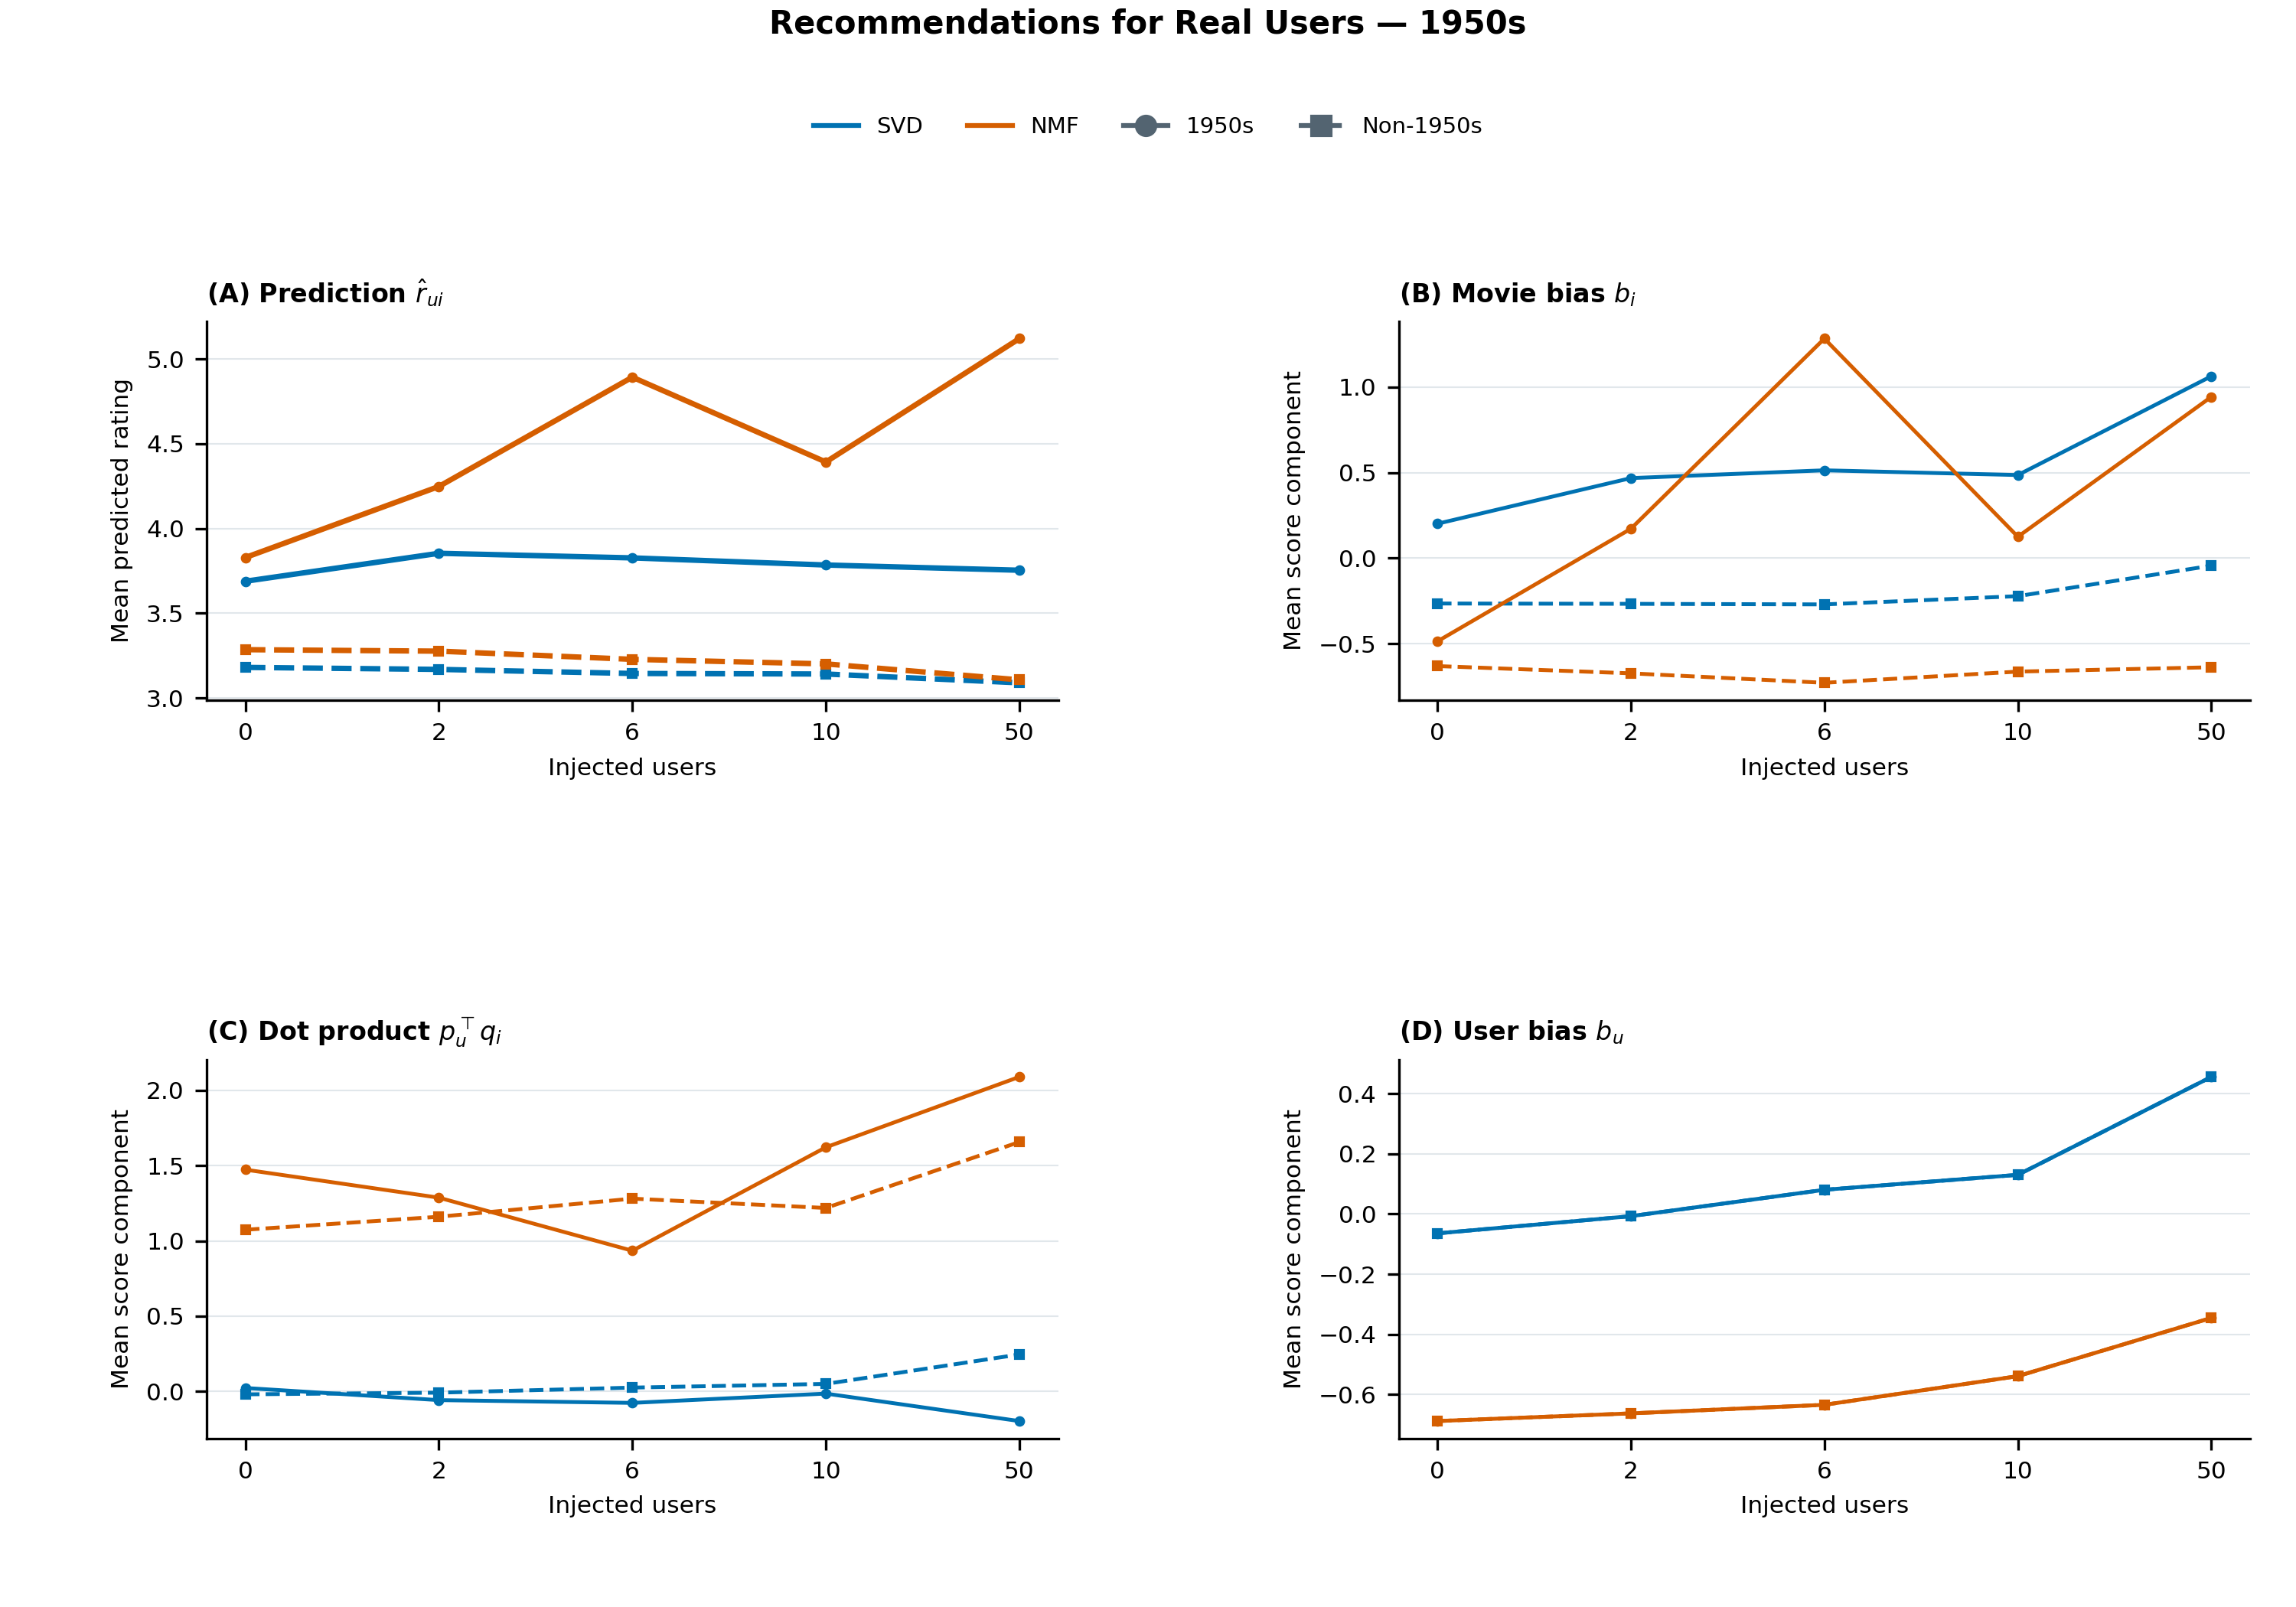 Recommendations for Real Users — 1950s
SVD NMF 1950s Non-1950s
(A) Prediction r̂ui
Mean predicted rating
5.0
4.5
4.0
3.5
3.0
0 2 6 10 50
Injected users
(B) Movie bias bi
Mean score component
1.0
0.5
0.0
−0.5
0 2 6 10 50
Injected users
(C) Dot product pu⊤qi
Mean score component
2.0
1.5
1.0
0.5
0.0
0 2 6 10 50
Injected users
(D) User bias bu
Mean score component
0.4
0.2
0.0
−0.2
−0.4
−0.6
0 2 6 10 50
Injected users